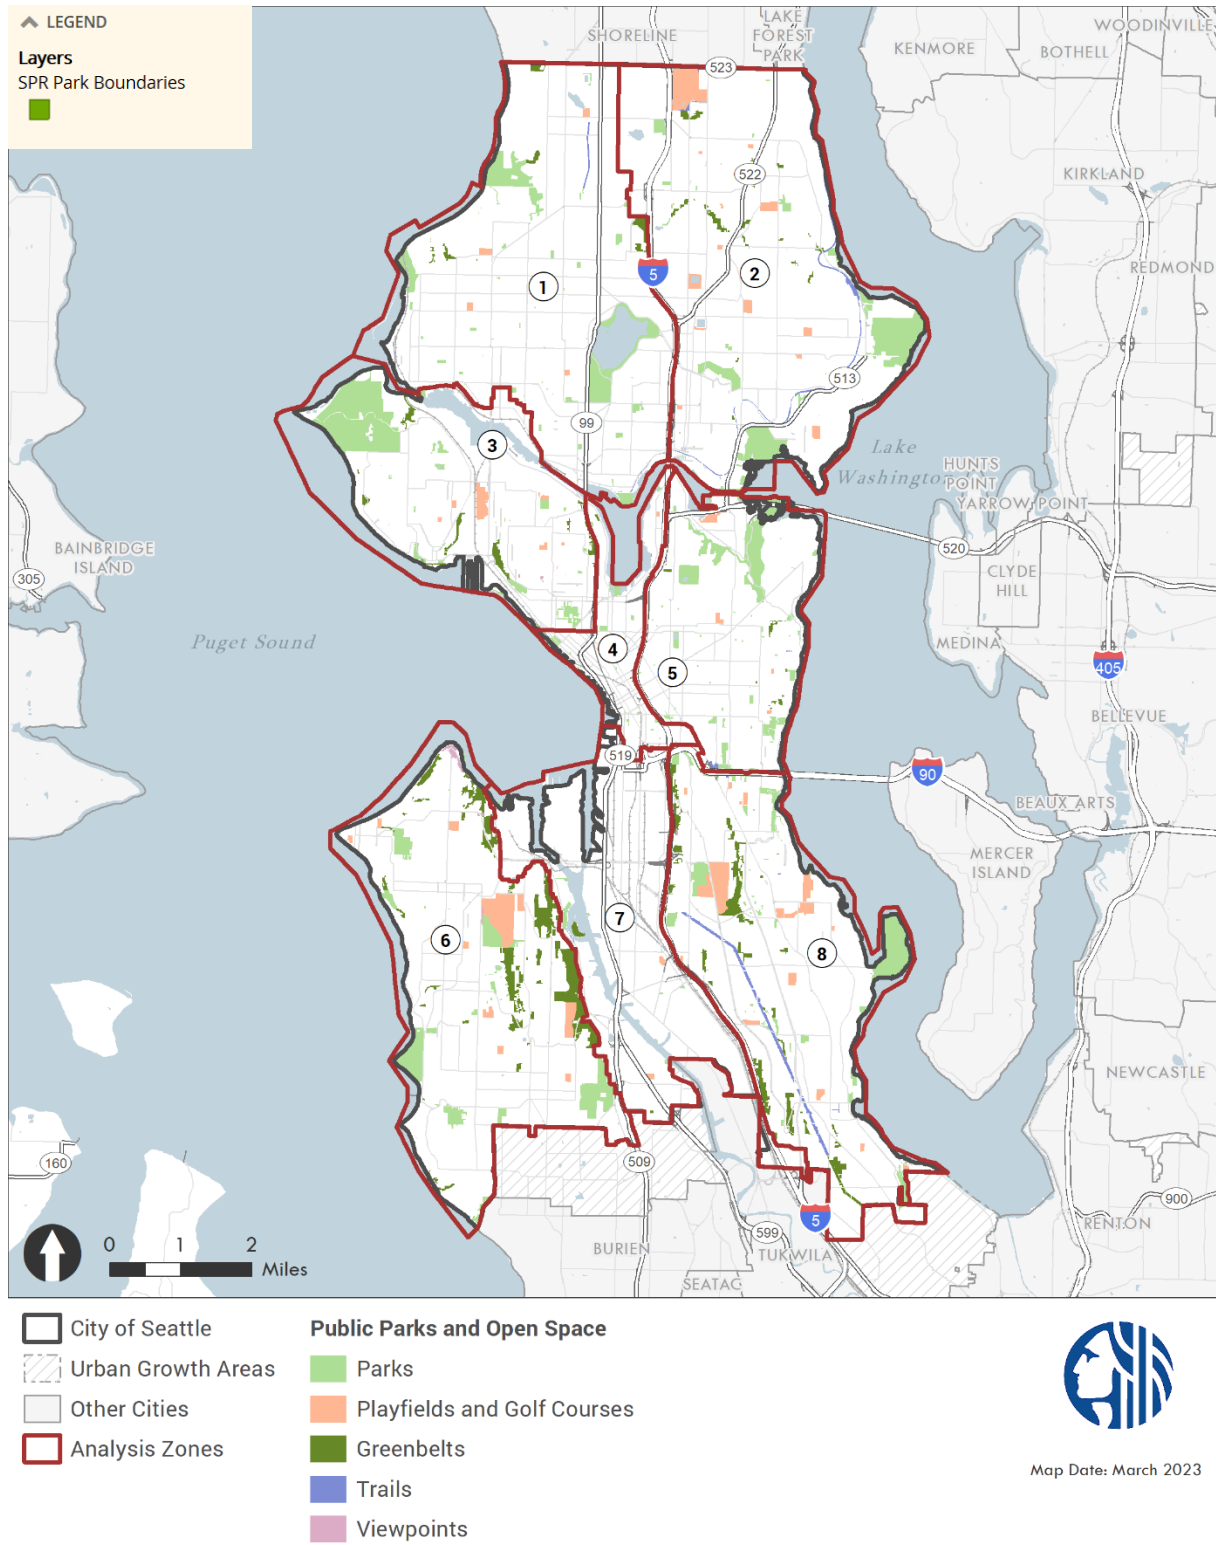 LEGEND
Layers
SPR Park Boundaries
SHORELINE
LAKE
FOREST
PARK
KENMORE
BOTHELL
WOODINVILLE
523
522
KIRKLAND
REDMOND
5
1
2
513
99
3
Lake
Washington
HUNTS
POINT
YARROW POINT
520
CLYDE
HILL
MEDINA
BAINBRIDGE
ISLAND
305
Puget Sound
4
5
405
BELLEVUE
519
90
BEAUX ARTS
MERCER
ISLAND
6
7
8
NEWCASTLE
160
509
900
RENTON
5
599
TUKWILA
BURIEN
SEATAC
0 1 2
Miles
City of Seattle
Urban Growth Areas
Other Cities
Analysis Zones
Public Parks and Open Space
Parks
Playfields and Golf Courses
Greenbelts
Trails
Viewpoints
Map Date: March 2023